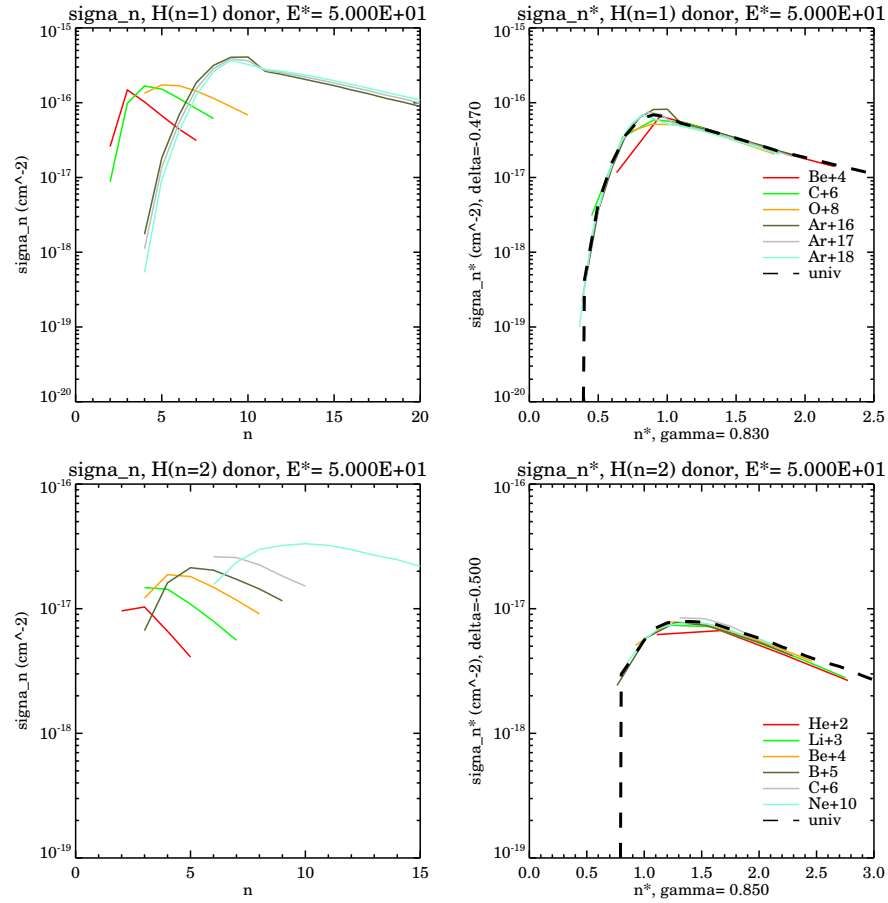 signa_n, H(n=1) donor, E*= 5.000E+01
10-15
10-16
10-17
10-18
10-19
10-20
signa_n (cm^-2)
0 5 10 15 20
n
signa_n*, H(n=1) donor, E*= 5.000E+01
10-15
10-16
10-17
10-18
10-19
10-20
signa_n* (cm^-2), delta=-0.470
Be+4
C+6
O+8
Ar+16
Ar+17
Ar+18
univ
0.0 0.5 1.0 1.5 2.0 2.5
n*, gamma= 0.830
signa_n, H(n=2) donor, E*= 5.000E+01
10-16
10-17
10-18
10-19
signa_n (cm^-2)
0 5 10 15
n
signa_n*, H(n=2) donor, E*= 5.000E+01
10-16
10-17
10-18
10-19
signa_n* (cm^-2), delta=-0.500
He+2
Li+3
Be+4
B+5
C+6
Ne+10
univ
0.0 0.5 1.0 1.5 2.0 2.5 3.0
n*, gamma= 0.850